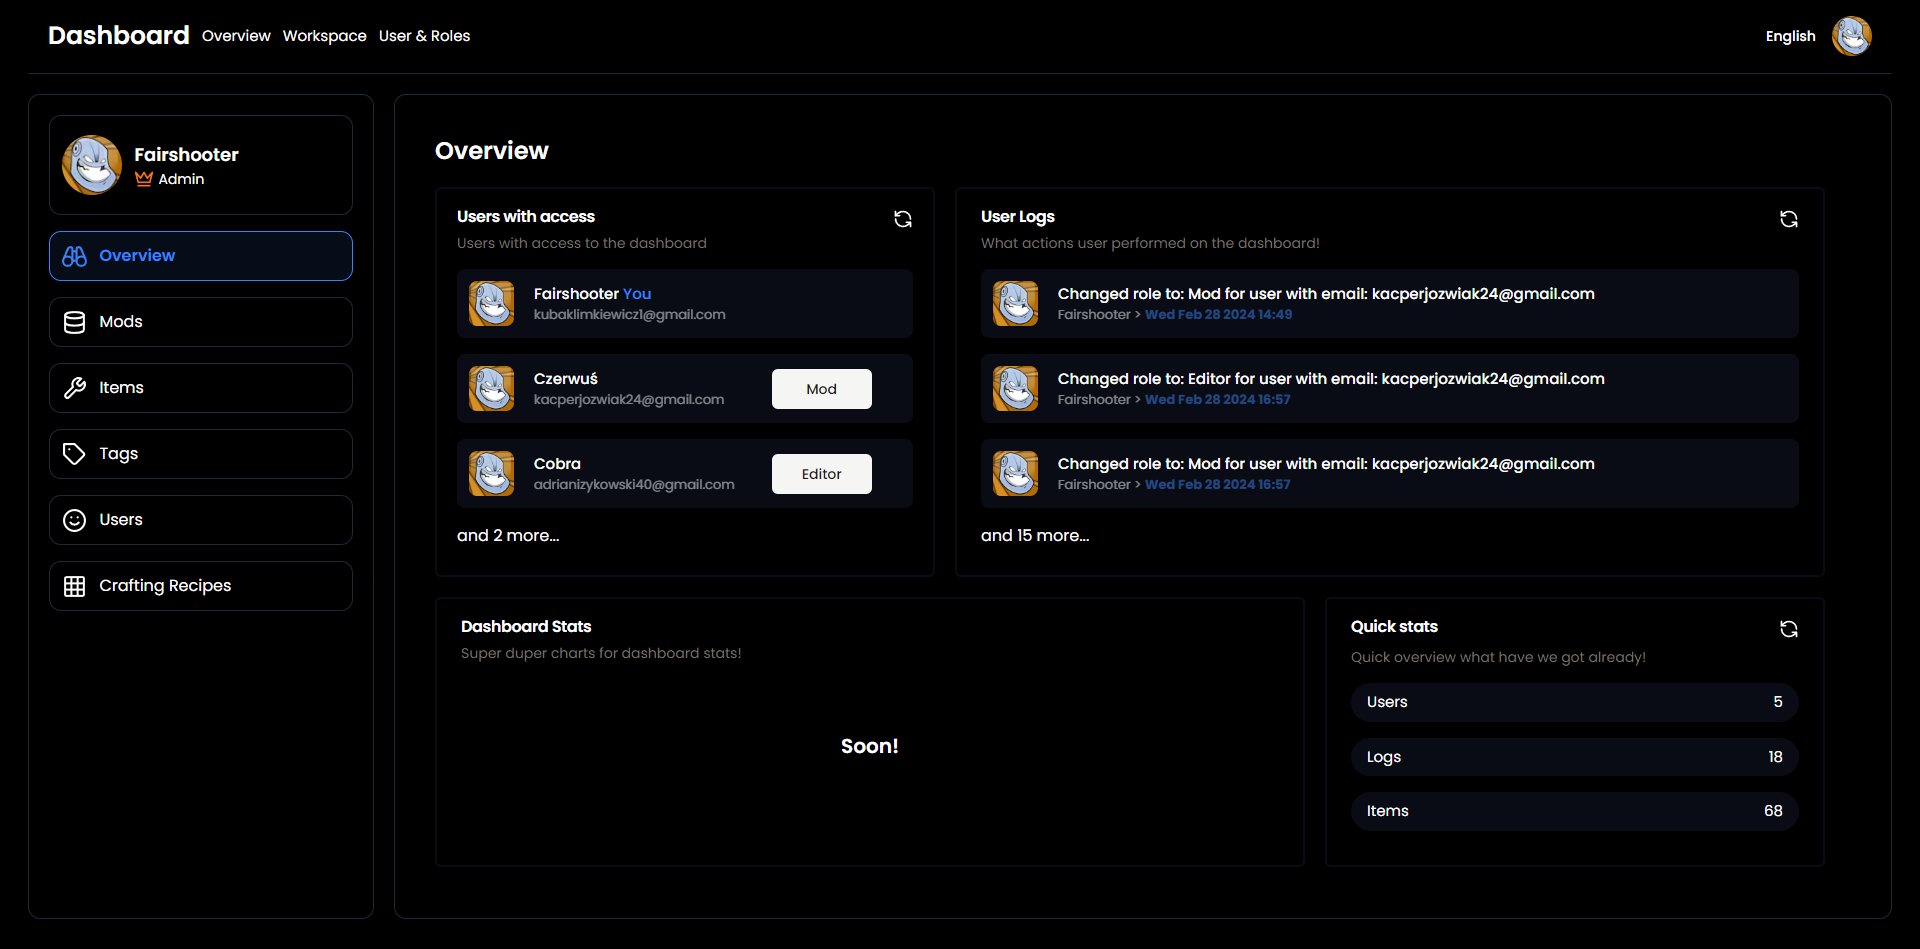 Dashboard Overview Workspace User & Roles English
Fairshooter
Admin
Overview
Mods
Items
Tags
Users
Crafting Recipes
Overview
Users with access
Users with access to the dashboard
Fairshooter You
kubaklimkiewicz1@gmail.com
Czerwuś
kacperjozwiak24@gmail.com
Mod
Cobra
adrianizykowski40@gmail.com
Editor
and 2 more...
User Logs
What actions user performed on the dashboard!
Changed role to: Mod for user with email: kacperjozwiak24@gmail.com
Fairshooter > Wed Feb 28 2024 14:49
Changed role to: Editor for user with email: kacperjozwiak24@gmail.com
Fairshooter > Wed Feb 28 2024 16:57
Changed role to: Mod for user with email: kacperjozwiak24@gmail.com
Fairshooter > Wed Feb 28 2024 16:57
and 15 more...
Dashboard Stats
Super duper charts for dashboard stats!
Soon!
Quick stats
Quick overview what have we got already!
Users 5
Logs 18
Items 68